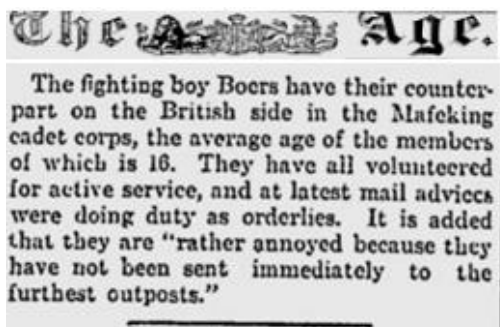 The Age.
The fighting boy Boers have their counter-
part on the British side in the Mafeking
cadet corps, the average age of the members
of which is 16. They have all volunteered
for active service, and at latest mail advices
were doing duty as orderlies. It is added
that they are "rather annoyed because they
have not been sent immediately to the
furthest outposts."